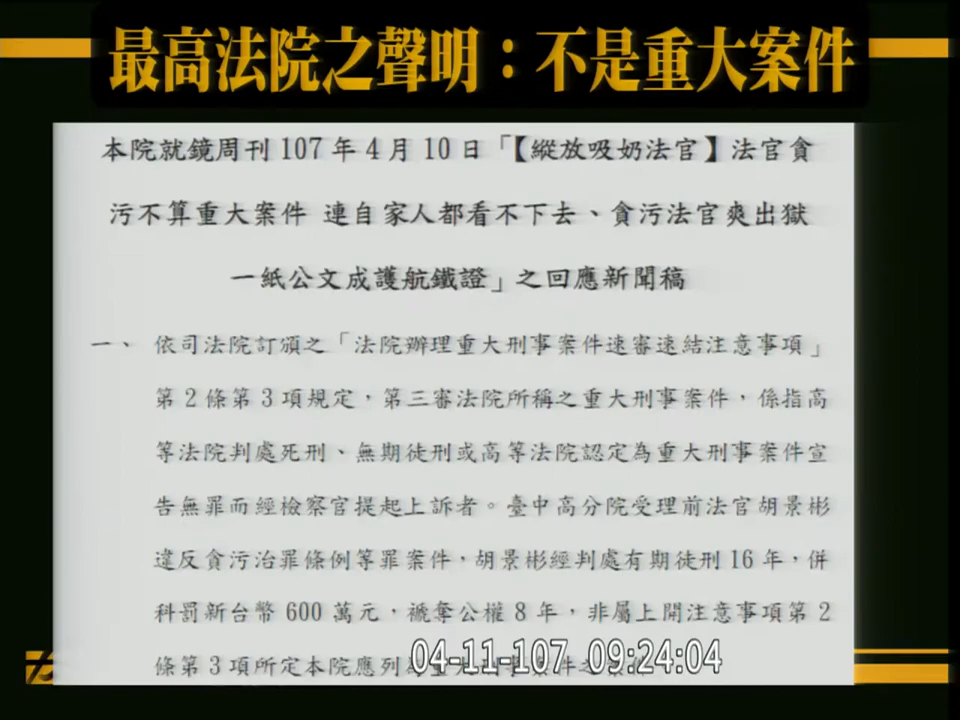 最高法院之聲明：不是重大案件
本院就鏡周刊 107 年 4 月 10 日「【縱放吸奶法官】法官貪
污不算重大案件 連自家人都看不下去、貪污法官爽出獄
一紙公文成護航鐵證」之回應新聞稿
一、 依司法院訂頒之「法院辦理重大刑事案件速審速結注意事項」
第 2 條第 3 項規定，第三審法院所稱之重大刑事案件，係指高
等法院判處死刑、無期徒刑或高等法院認定為重大刑事案件宣
告無罪而經檢察官提起上訴者。臺中高分院受理前法官胡景彬
違反貪污治罪條例等罪案件，胡景彬經判處有期徒刑 16 年，併
科罰新台幣 600 萬元，褫奪公權 8 年，非屬上開注意事項第 2
條第 3 項所定本院應列
04-11-107 09:24:04